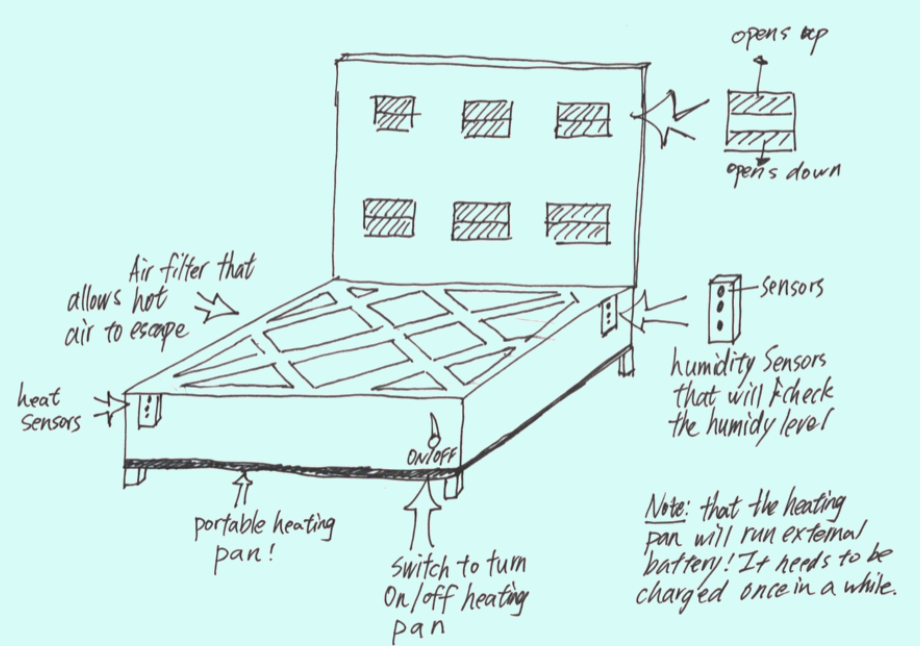 opens up
opens down
Air filter that
allows hot
air to escape
sensors
humidity Sensors
that will check
the humidy level
heat
sensors
ON/OFF
portable heating
pan!
Switch to turn
On/off heating
pan
Note: that the heating
pan will run external
battery! It needs to be
charged once in a while.